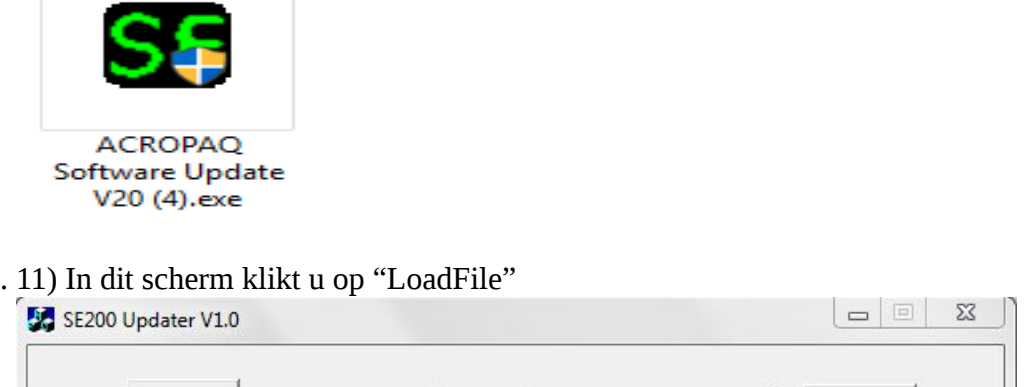 SE
ACROPAQ
Software Update
V20 (4).exe
. 11) In dit scherm klikt u op “LoadFile”
SE200 Updater V1.0